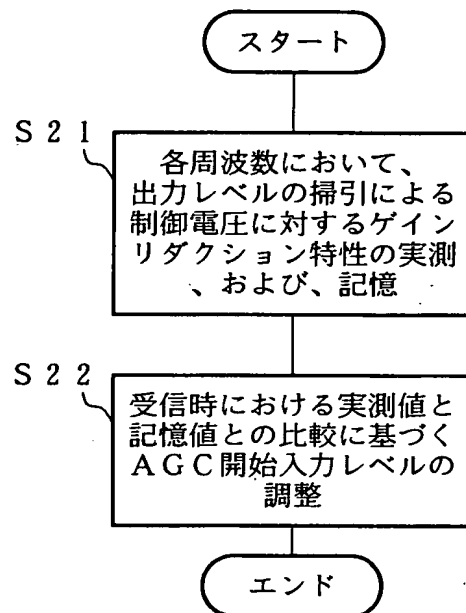 スタート
S21
各周波数において、
出力レベルの掃引による
制御電圧に対するゲイン
リダクション特性の実測
、および、記憶
S22
受信時における実測値と
記憶値との比較に基づく
AGC開始入力レベルの
調整
エンド